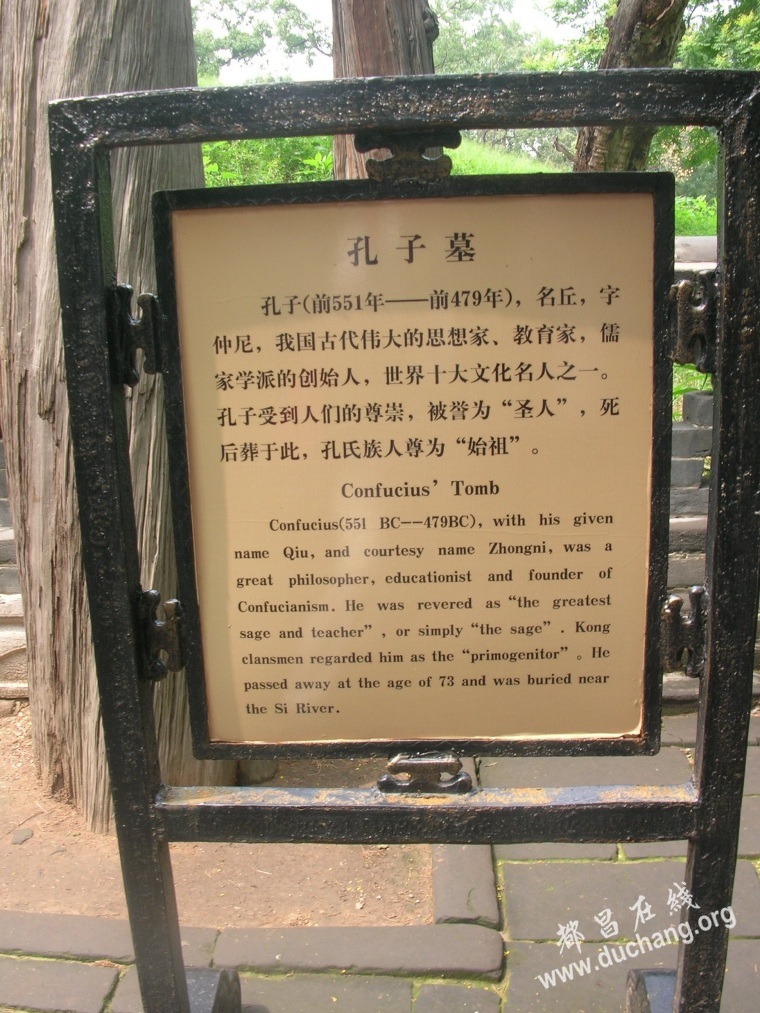 孔子墓
孔子(前551年——前479年)，名丘，字
仲尼，我国古代伟大的思想家、教育家，儒
家学派的创始人，世界十大文化名人之一。
孔子受到人们的尊崇，被誉为“圣人”，死
后葬于此，孔氏族人尊为“始祖”。
Confucius’ Tomb
Confucius(551 BC--479BC), with his given
name Qiu, and courtesy name Zhongni, was a
great philosopher, educationist and founder of
Confucianism. He was revered as “the greatest
sage and teacher”, or simply “the sage”. Kong
clansmen regarded him as the “primogenitor”。He
passed away at the age of 73 and was buried near
the Si River.
都昌在線
www.duchang.org